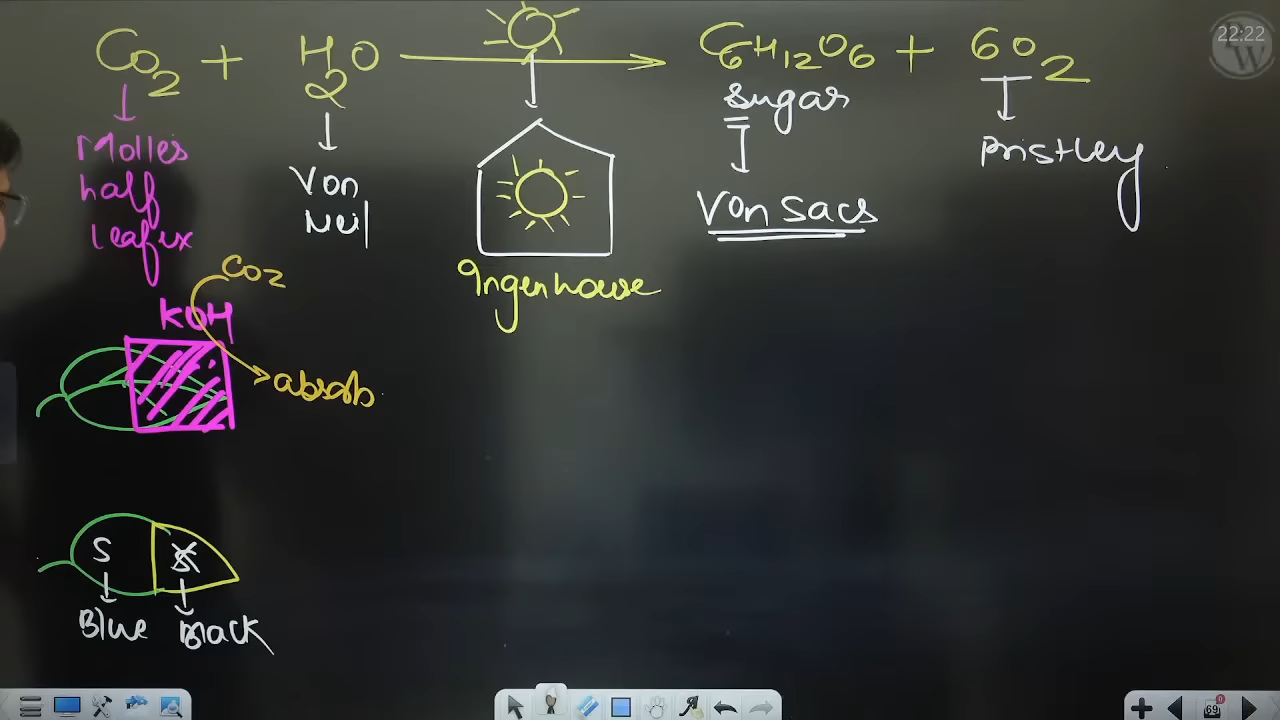 CO2 + H2O → C6H12O6 + 6O2
22:22
sugar
Pristley
Molles
half
leaf ex
Von
Neil
Von Sacs
Ingenhouse
CO2
KOH
absorb
S S
Blue Black
69